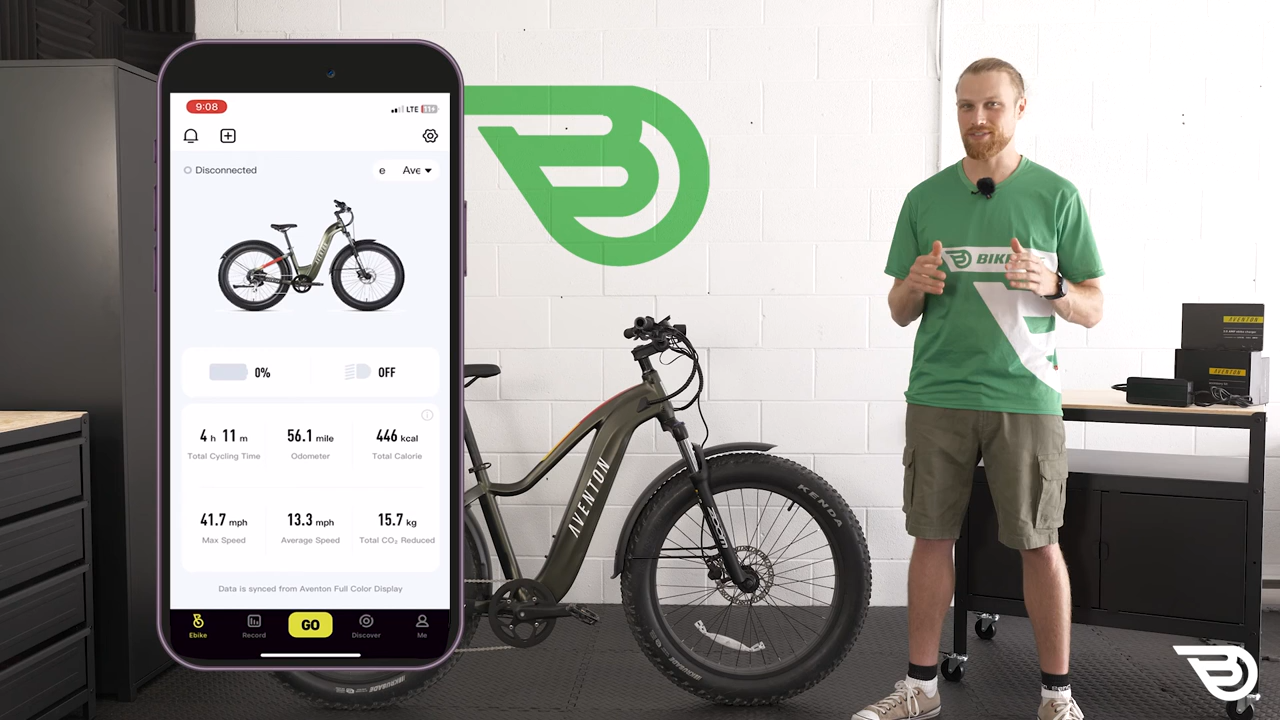 9:08
LTE
Disconnected
e Ave
0%
OFF
4 h 11 m
56.1 mile
446 kcal
Total Cycling Time
Odometer
Total Calorie
41.7 mph
13.3 mph
15.7 kg
Max Speed
Average Speed
Total CO₂ Reduced
Data is synced from Aventon Full Color Display
Ebike
Record
GO
Discover
Me
AVENTON
KENDA
AVENTON
AVENTON